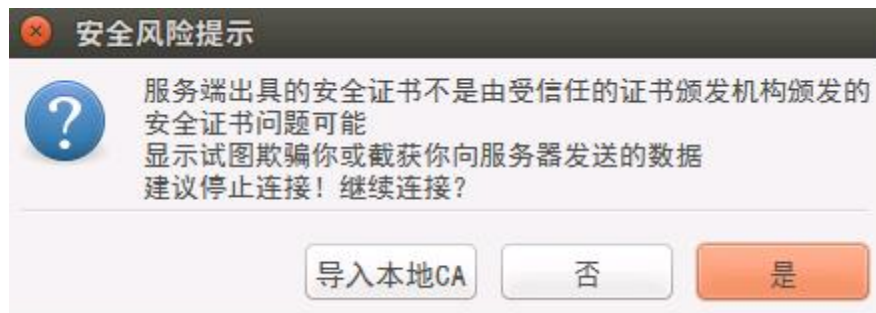 安全风险提示
服务端出具的安全证书不是由受信任的证书颁发机构颁发的
安全证书问题可能
显示试图欺骗你或截获你向服务器发送的数据
建议停止连接！继续连接？
导入本地CA 否 是